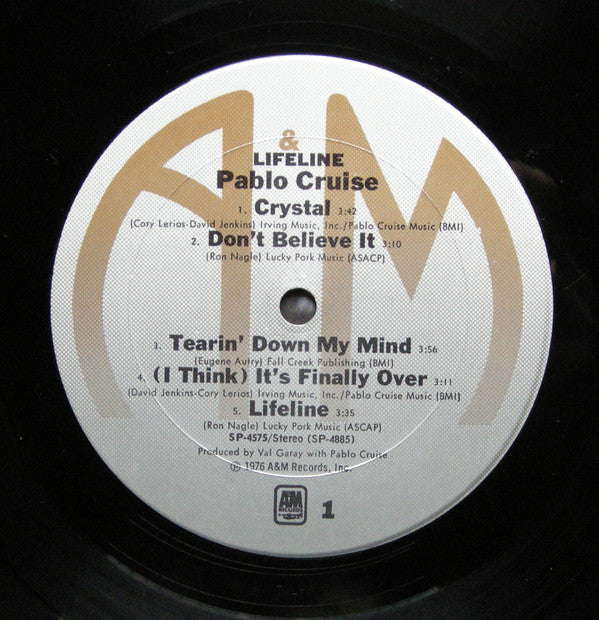 A & M
LIFELINE
Pablo Cruise
1. Crystal 3:42
(Cory Lerios-David Jenkins) Irving Music, Inc./Pablo Cruise Music (BMI)
2. Don't Believe It 3:10
(Ron Nagle) Lucky Pork Music (ASACP)
3. Tearin' Down My Mind 3:56
(Eugene Autry) Fall Creek Publishing (BMI)
4. (I Think) It's Finally Over 3:11
(David Jenkins-Cory Lerios) Irving Music, Inc./Pablo Cruise Music (BMI)
5. Lifeline 3:35
(Ron Nagle) Lucky Pork Music (ASCAP)
SP-4575/Stereo (SP-4885)
Produced by Val Garay with Pablo Cruise
℗ 1976 A&M Records, Inc.
A&M
RECORDS
1